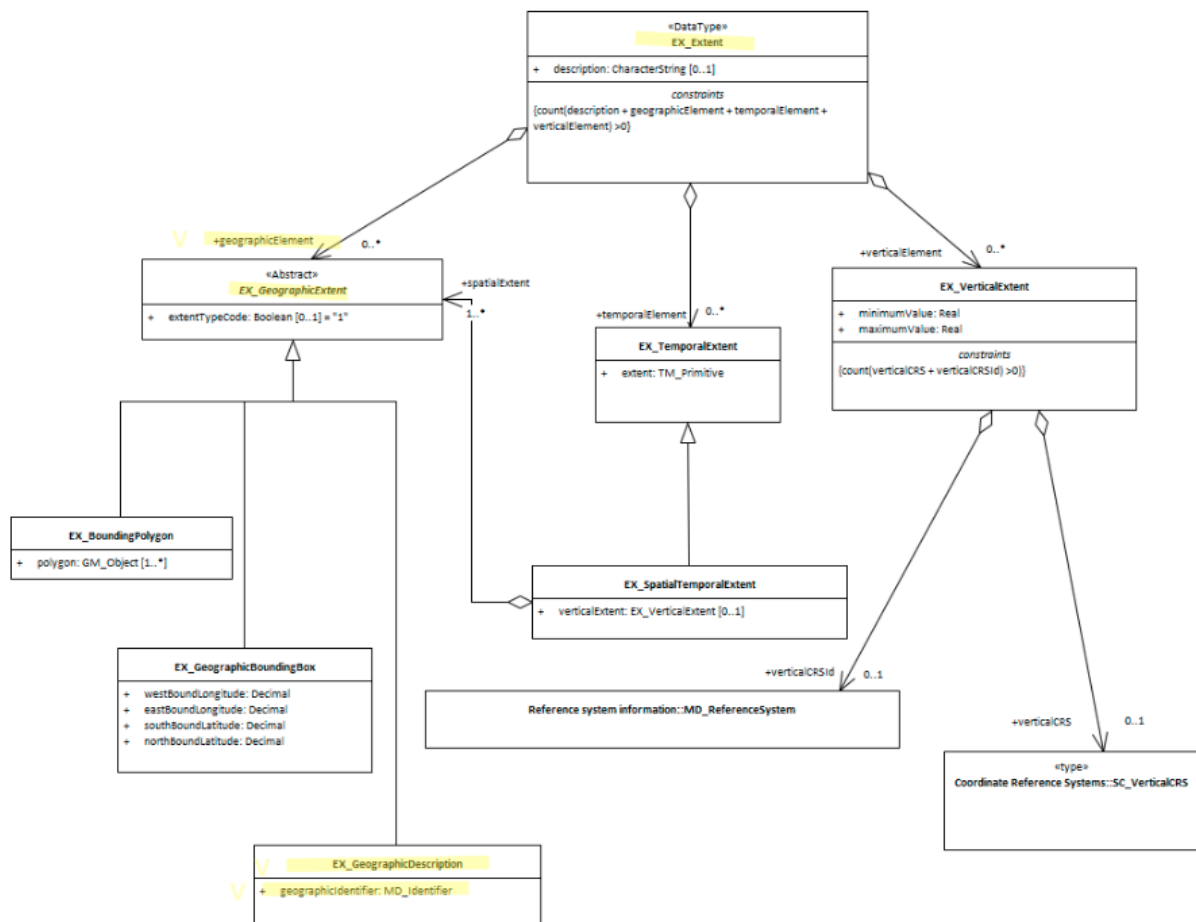 «DataType»
EX_Extent
+ description: CharacterString [0..1]
constraints
{count(description + geographicElement + temporalElement +
verticalElement) >0}
V +geographicElement
0..*
«Abstract»
EX_GeographicExtent
+ extentTypeCode: Boolean [0..1] = "1"
+spatialExtent
1..*
+temporalElement
0..*
EX_TemporalExtent
+ extent: TM_Primitive
+verticalElement
0..*
EX_VerticalExtent
+ minimumValue: Real
+ maximumValue: Real
constraints
{count(verticalCRS + verticalCRSId) >0)}
EX_BoundingPolygon
+ polygon: GM_Object [1..*]
EX_SpatialTemporalExtent
+ verticalExtent: EX_VerticalExtent [0..1]
EX_GeographicBoundingBox
+ westBoundLongitude: Decimal
+ eastBoundLongitude: Decimal
+ southBoundLatitude: Decimal
+ northBoundLatitude: Decimal
+verticalCRSId
0..1
Reference system information::MD_ReferenceSystem
+verticalCRS
0..1
«type»
Coordinate Reference Systems::SC_VerticalCRS
V EX_GeographicDescription
V + geographicIdentifier: MD_Identifier